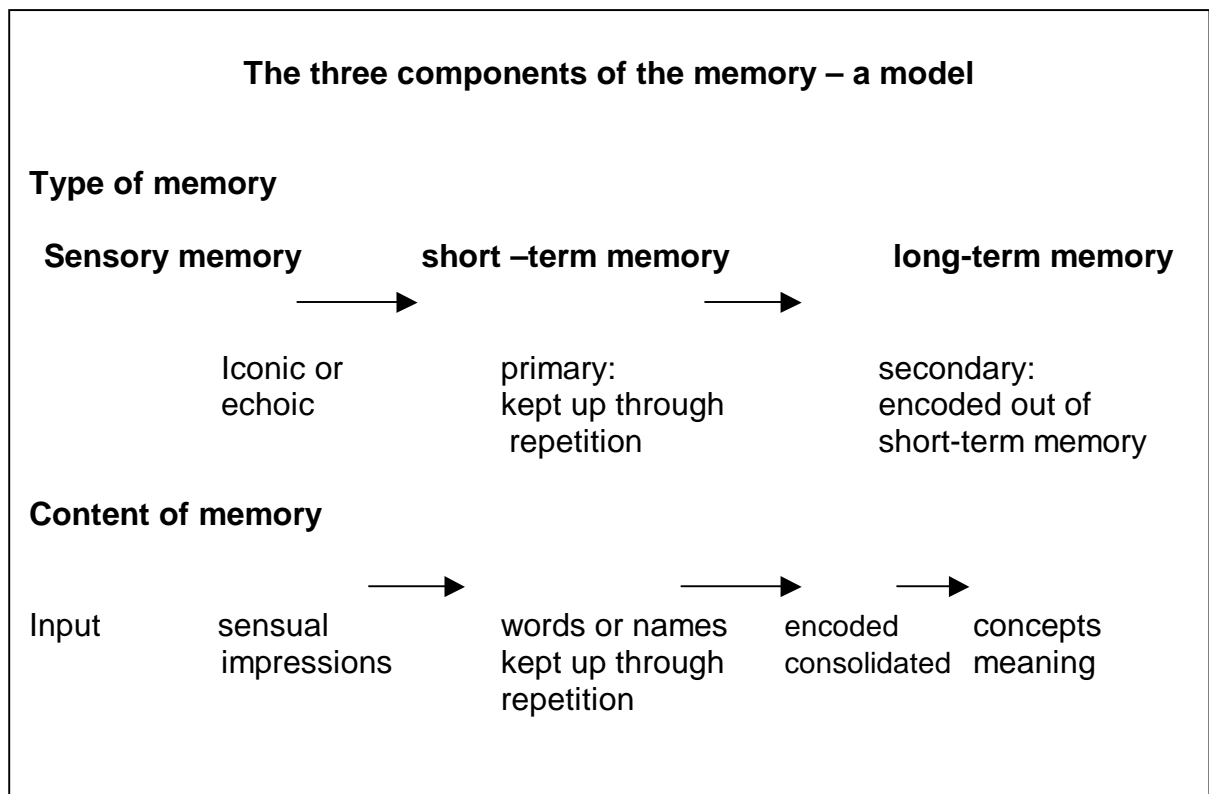 The three components of the memory – a model
Type of memory
Sensory memory short –term memory long-term memory
Iconic or primary: secondary:
echoic kept up through encoded out of
repetition short-term memory
Content of memory
Input sensual words or names encoded concepts
impressions kept up through consolidated meaning
repetition